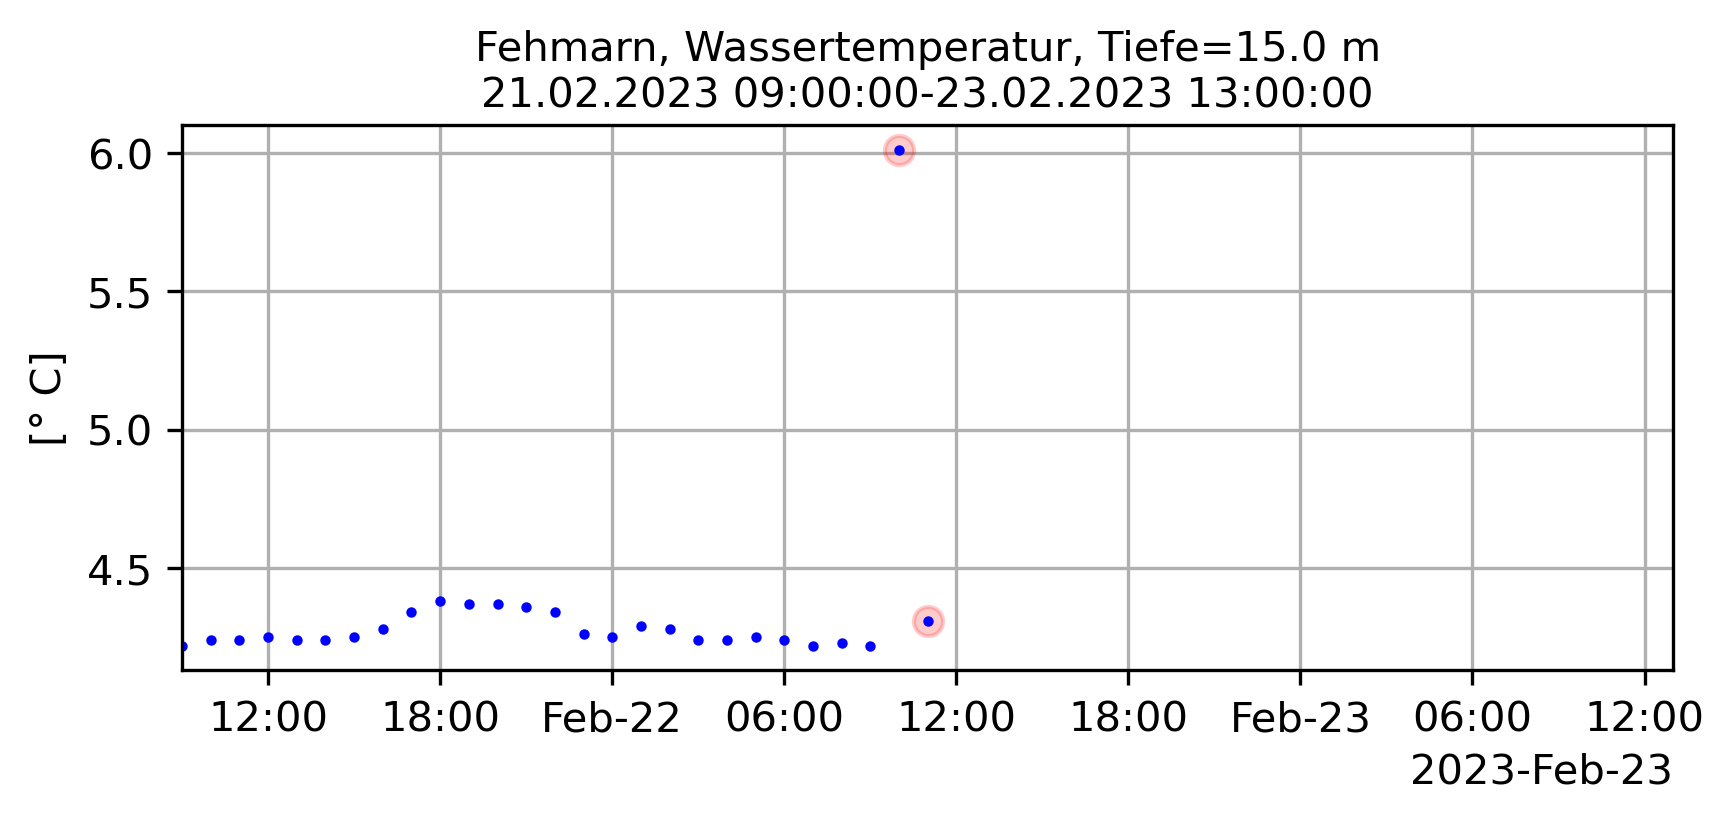 Fehmarn, Wassertemperatur, Tiefe=15.0 m
21.02.2023 09:00:00-23.02.2023 13:00:00
[° C]
6.0
5.5
5.0
4.5
12:00 18:00 Feb-22 06:00 12:00 18:00 Feb-23 06:00 12:00
2023-Feb-23